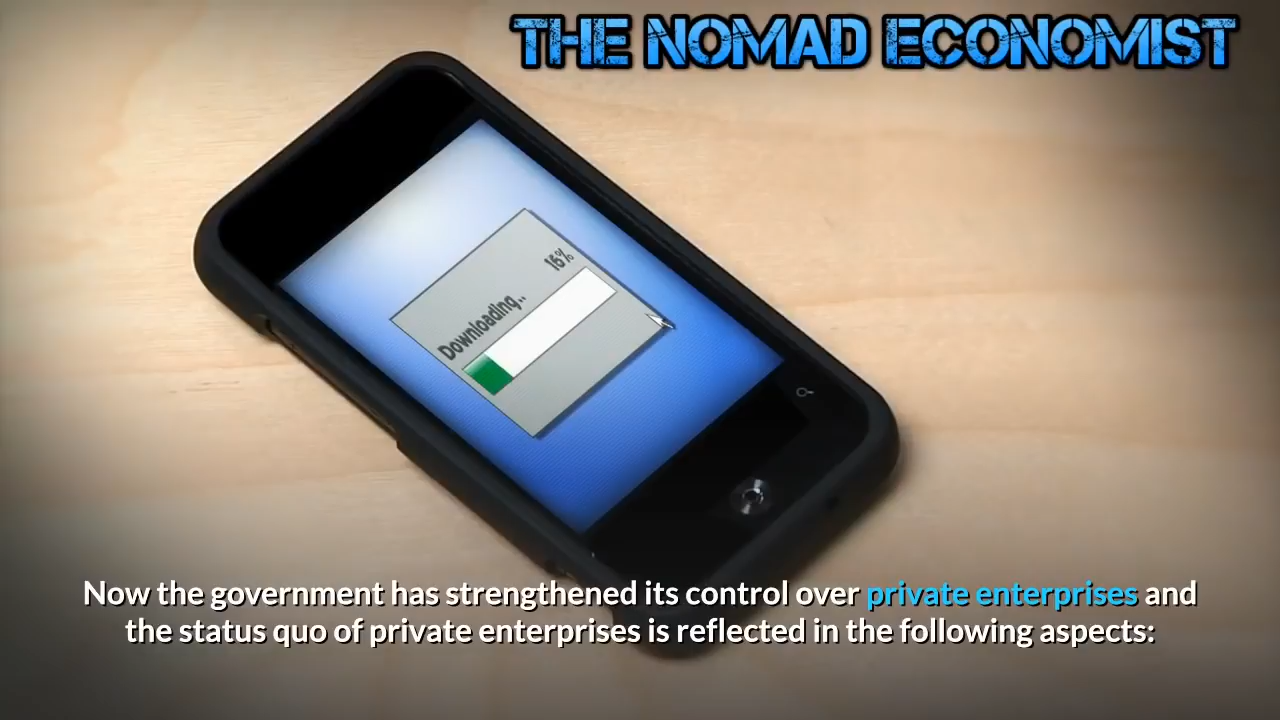 THE NOMAD ECONOMIST
16%
Downloading..
Now the government has strengthened its control over private enterprises and
the status quo of private enterprises is reflected in the following aspects: